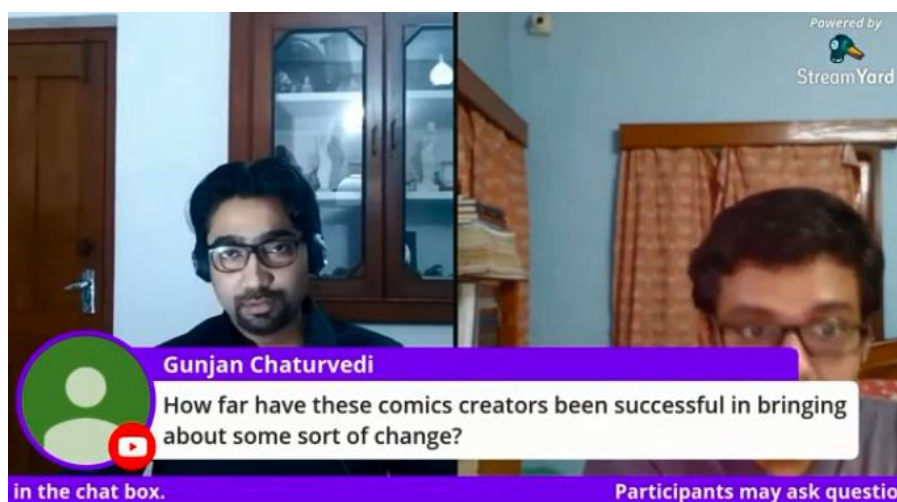 Powered by
StreamYard
Gunjan Chaturvedi
How far have these comics creators been successful in bringing
about some sort of change?
in the chat box.
Participants may ask questio